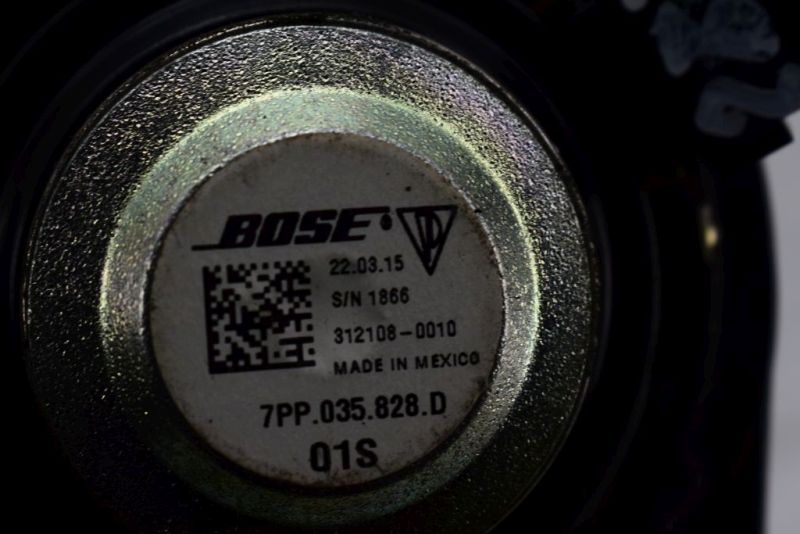 BOSE
22.03.15
S/N 1866
312108-0010
MADE IN MEXICO
7PP.035.828.D
01S